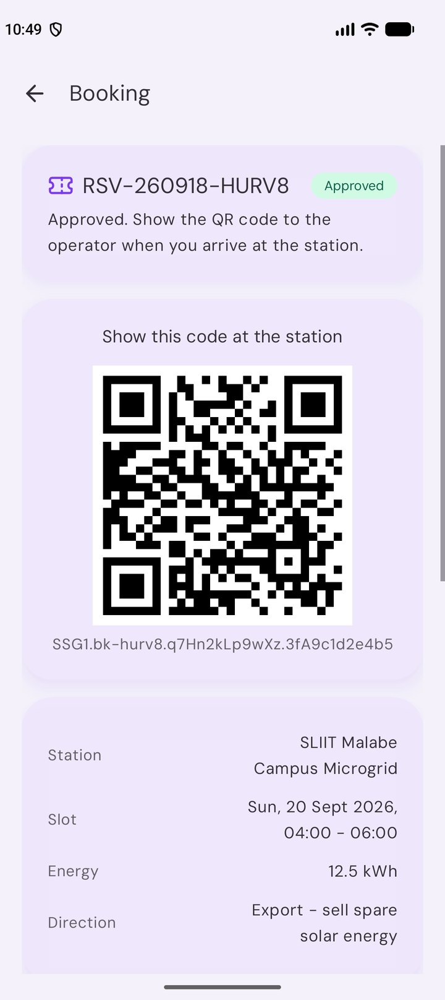 10:49
Booking
RSV-260918-HURV8
Approved
Approved. Show the QR code to the
operator when you arrive at the station.
Show this code at the station
SSG1.bk-hurv8.q7Hn2kLp9wXz.3fA9c1d2e4b5
Station
SLIIT Malabe
Campus Microgrid
Slot
Sun, 20 Sept 2026,
04:00 - 06:00
Energy
12.5 kWh
Direction
Export - sell spare
solar energy